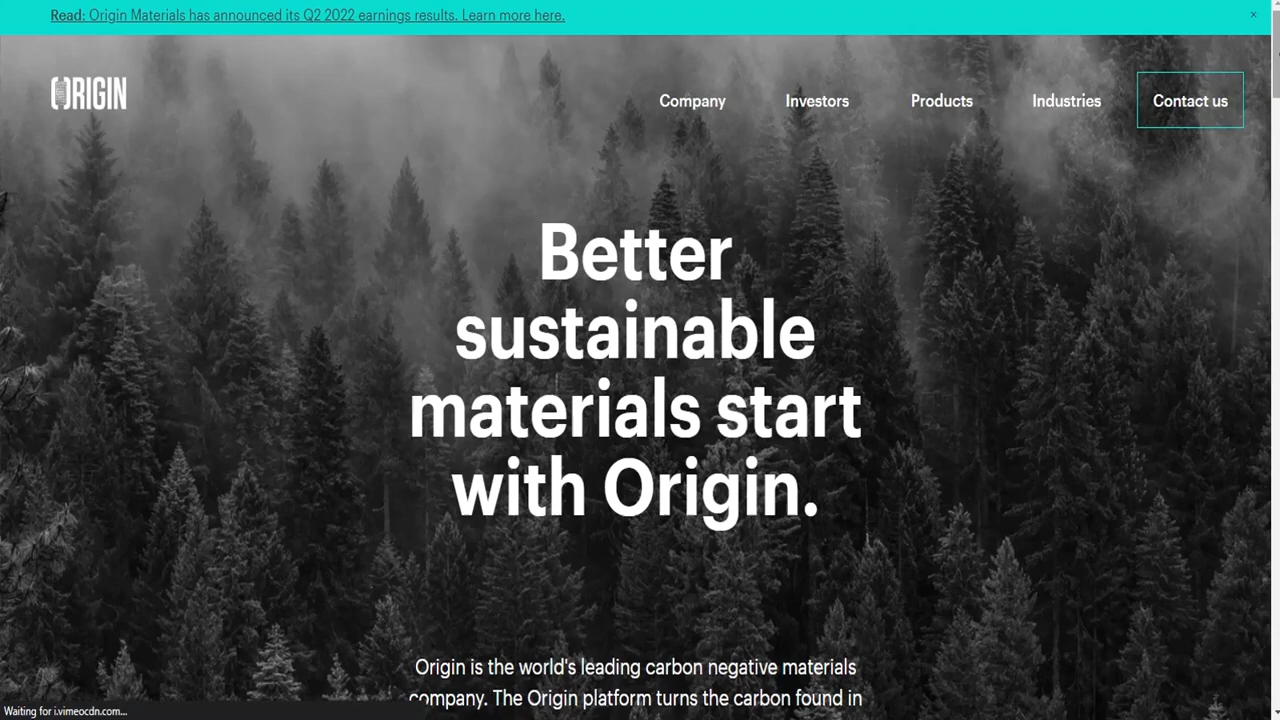 Read: Origin Materials has announced its Q2 2022 earnings results. Learn more here.
×
ORIGIN
Company
Investors
Products
Industries
Contact us
Better
sustainable
materials start
with Origin.
Origin is the world's leading carbon negative materials
company. The Origin platform turns the carbon found in
Waiting for i.vimeocdn.com...